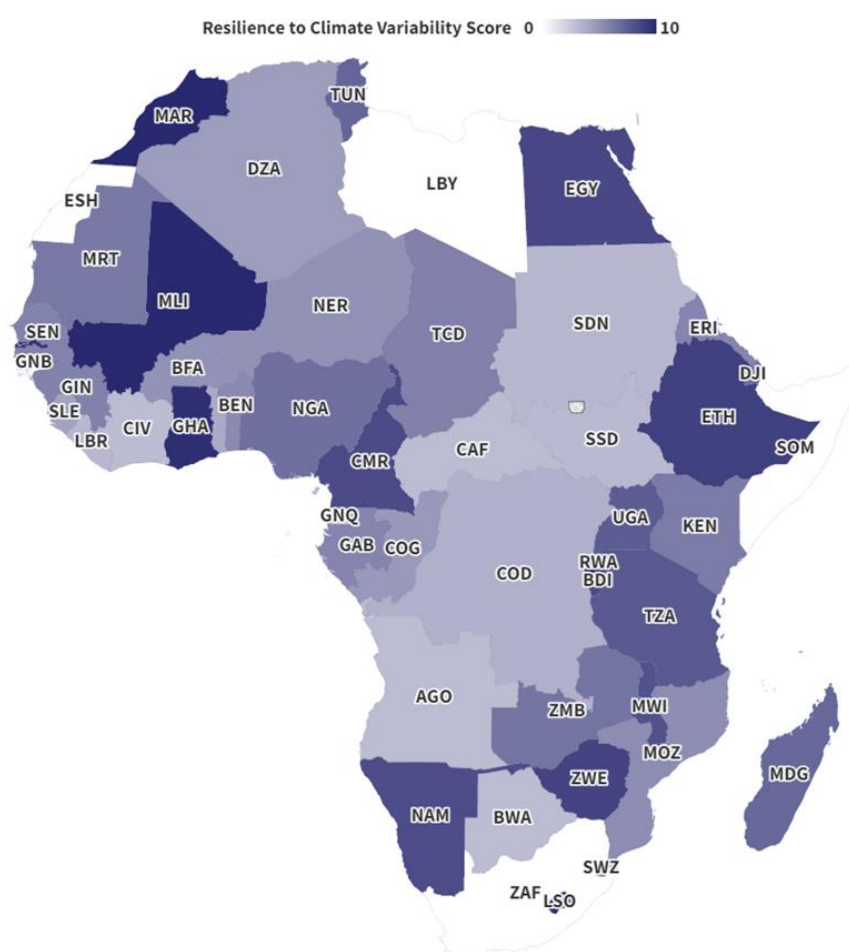 Resilience to Climate Variability Score 0 10
TUN
MAR
DZA
LBY
EGY
ESH
MRT
MLI
NER
TCD
SDN
ERI
SEN
GNB
BFA
DJI
GIN
SLE
BEN
NGA
ETH
CIV
GHA
LBR
CAF
SSD
SOM
CMR
GNQ
UGA
KEN
GAB
COG
RWA
COD
BDI
TZA
AGO
MWI
ZMB
MOZ
ZWE
MDG
NAM
BWA
SWZ
ZAF
LSO